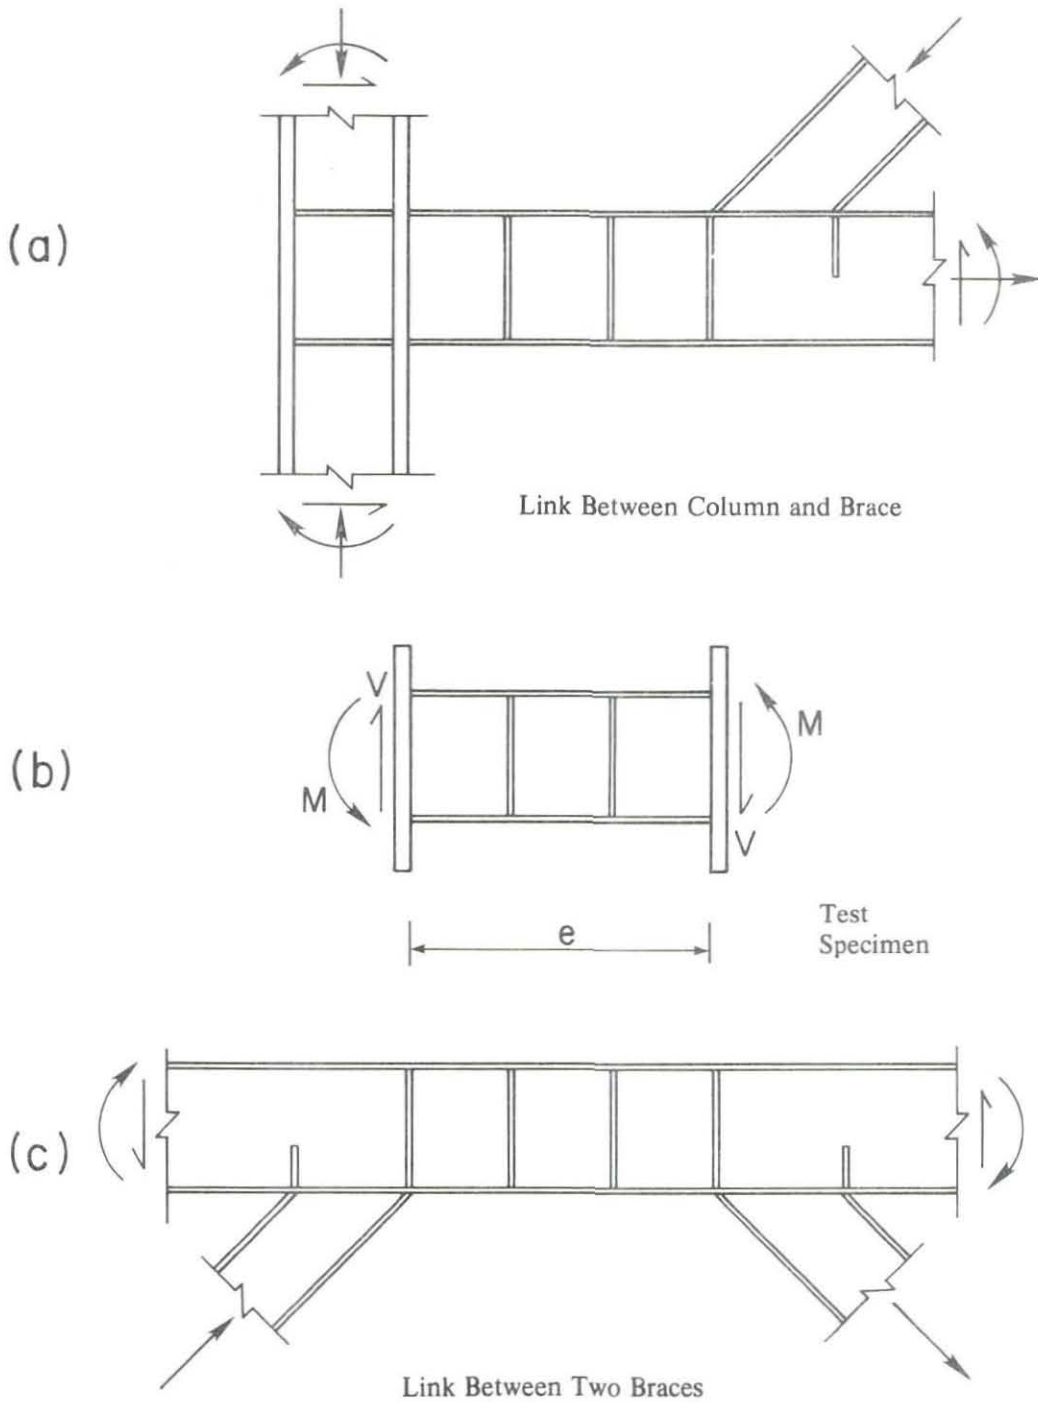 (a)
Link Between Column and Brace
(b)
V
M
M
V
e
Test
Specimen
(c)
Link Between Two Braces